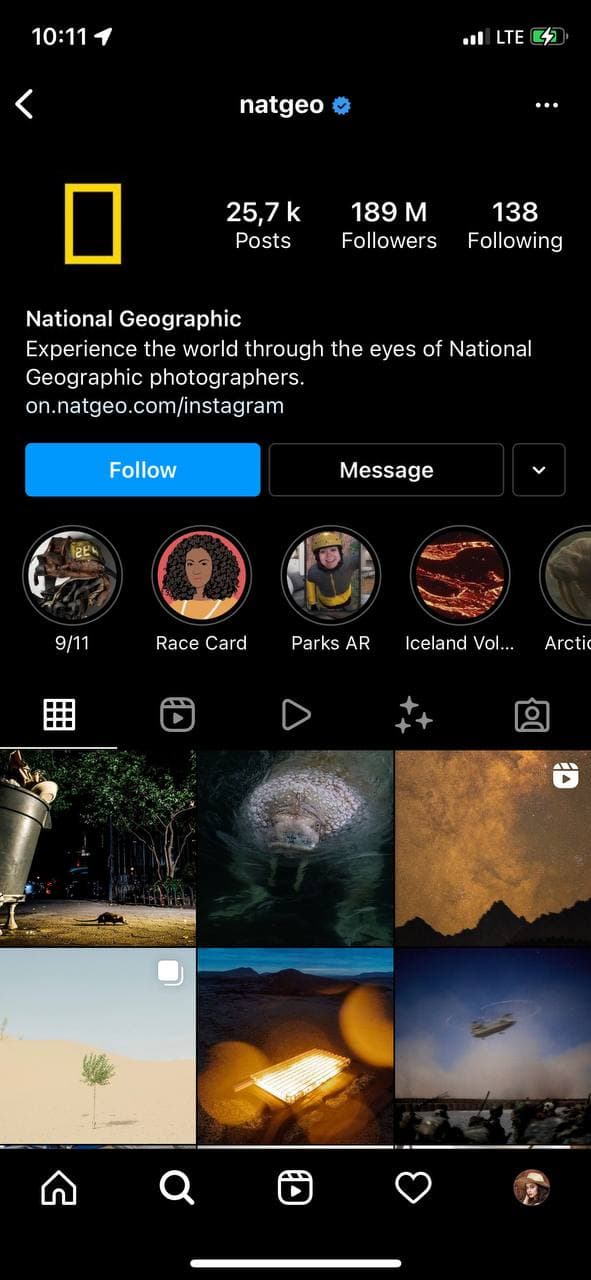 10:11 LTE
natgeo
25,7 k 189 M 138
Posts Followers Following
National Geographic
Experience the world through the eyes of National
Geographic photographers.
on.natgeo.com/instagram
Follow Message
9/11 Race Card Parks AR Iceland Vol... Arctic